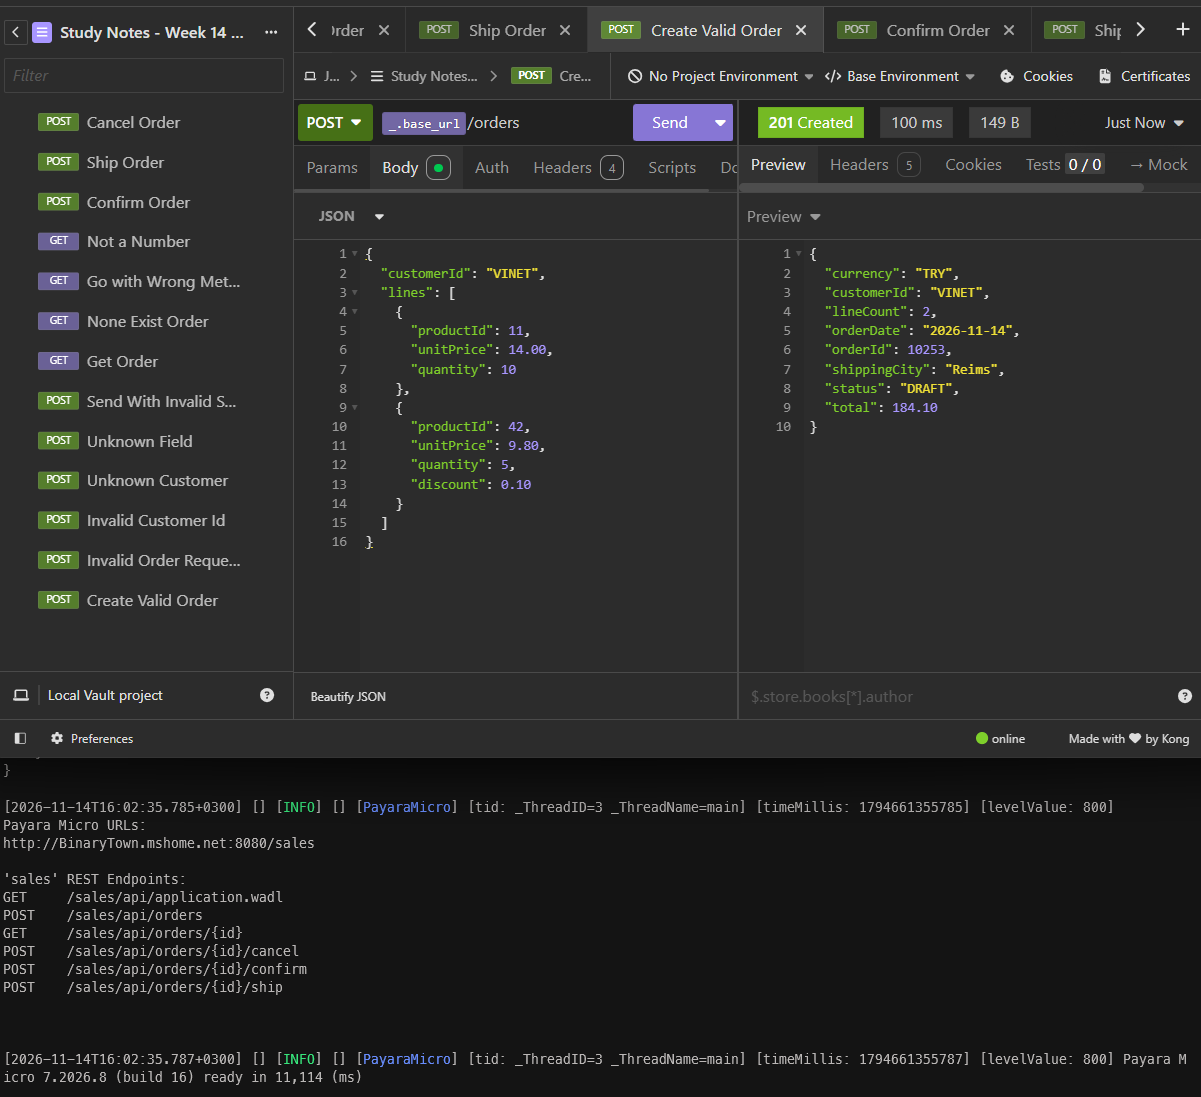 Study Notes - Week 14 ...
Filter
POST Cancel Order
POST Ship Order
POST Confirm Order
GET Not a Number
GET Go with Wrong Met...
GET None Exist Order
GET Get Order
POST Send With Invalid S...
POST Unknown Field
POST Unknown Customer
POST Invalid Customer Id
POST Invalid Order Reque...
POST Create Valid Order
Local Vault project
POST Ship Order
POST Create Valid Order
POST Confirm Order
POST
J... > Study Notes... > POST Cre...
No Project Environment
</> Base Environment
Cookies
Certificates
POST _.base_url/orders
Send
Params Body Auth Headers 4 Scripts
JSON
1 {
2 "customerId": "VINET",
3 "lines": [
4 {
5 "productId": 11,
6 "unitPrice": 14.00,
7 "quantity": 10
8 },
9 {
10 "productId": 42,
11 "unitPrice": 9.80,
12 "quantity": 5,
13 "discount": 0.10
14 }
15 ]
16 }
Beautify JSON
201 Created 100 ms 149 B Just Now
Preview Headers 5 Cookies Tests 0 / 0 → Mock
Preview
1 {
2 "currency": "TRY",
3 "customerId": "VINET",
4 "lineCount": 2,
5 "orderDate": "2026-11-14",
6 "orderId": 10253,
7 "shippingCity": "Reims",
8 "status": "DRAFT",
9 "total": 184.10
10 }
$.store.books[*].author
Preferences
online
Made with ♥ by Kong
}
[2026-11-14T16:02:35.785+0300] [] [INFO] [] [PayaraMicro] [tid: _ThreadID=3 _ThreadName=main] [timeMillis: 1794661355785] [levelValue: 800]
Payara Micro URLs:
http://BinaryTown.mshome.net:8080/sales
'sales' REST Endpoints:
GET /sales/api/application.wadl
POST /sales/api/orders
GET /sales/api/orders/{id}
POST /sales/api/orders/{id}/cancel
POST /sales/api/orders/{id}/confirm
POST /sales/api/orders/{id}/ship
[2026-11-14T16:02:35.787+0300] [] [INFO] [] [PayaraMicro] [tid: _ThreadID=3 _ThreadName=main] [timeMillis: 1794661355787] [levelValue: 800] Payara M
icro 7.2026.8 (build 16) ready in 11,114 (ms)